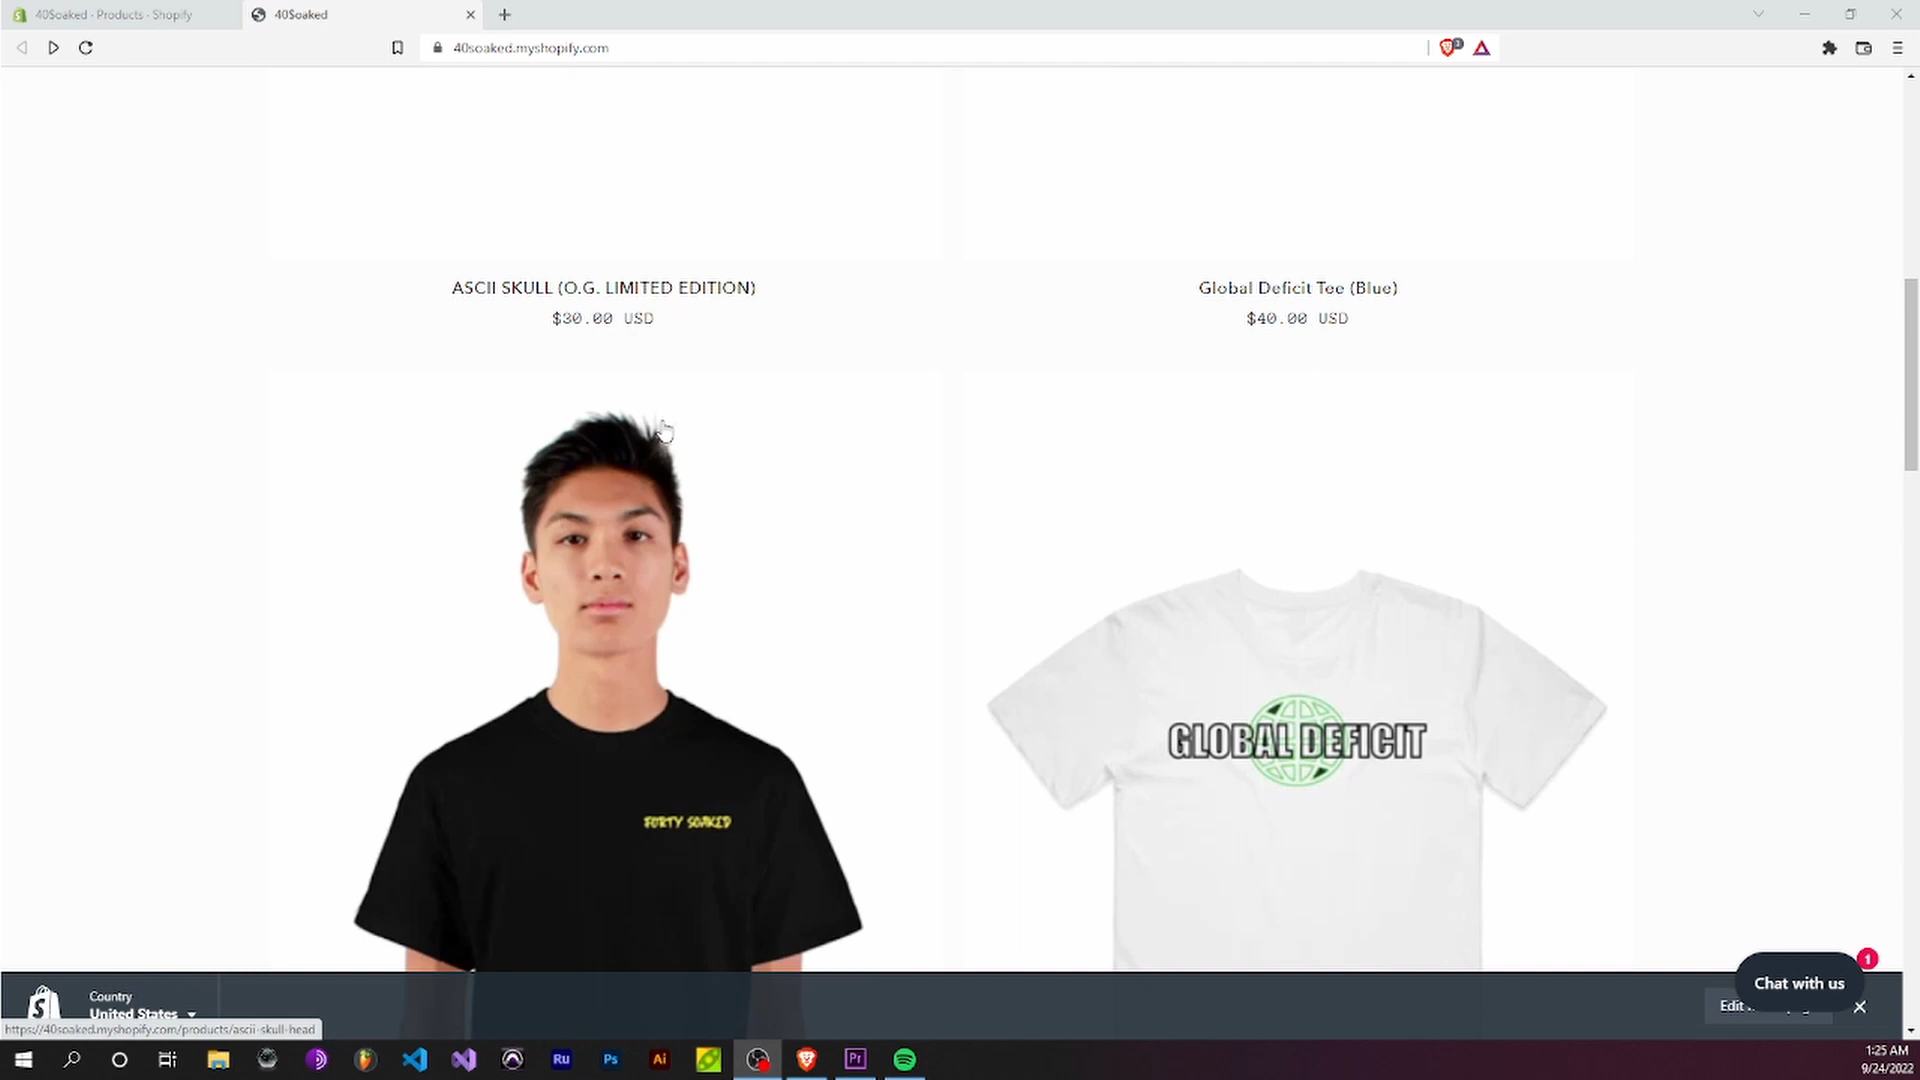 40Soaked - Products - Shopify
40Soaked
40soaked.myshopify.com
3
ASCII SKULL (O.G. LIMITED EDITION)
$30.00 USD
Global Deficit Tee (Blue)
$40.00 USD
FORTY SOAKED
GLOBAL DEFICIT
1
Chat with us
Country
United States
Edit
https://40soaked.myshopify.com/products/ascii-skull-head
Ru
Ps
Ai
Pr
1:25 AM
9/24/2022